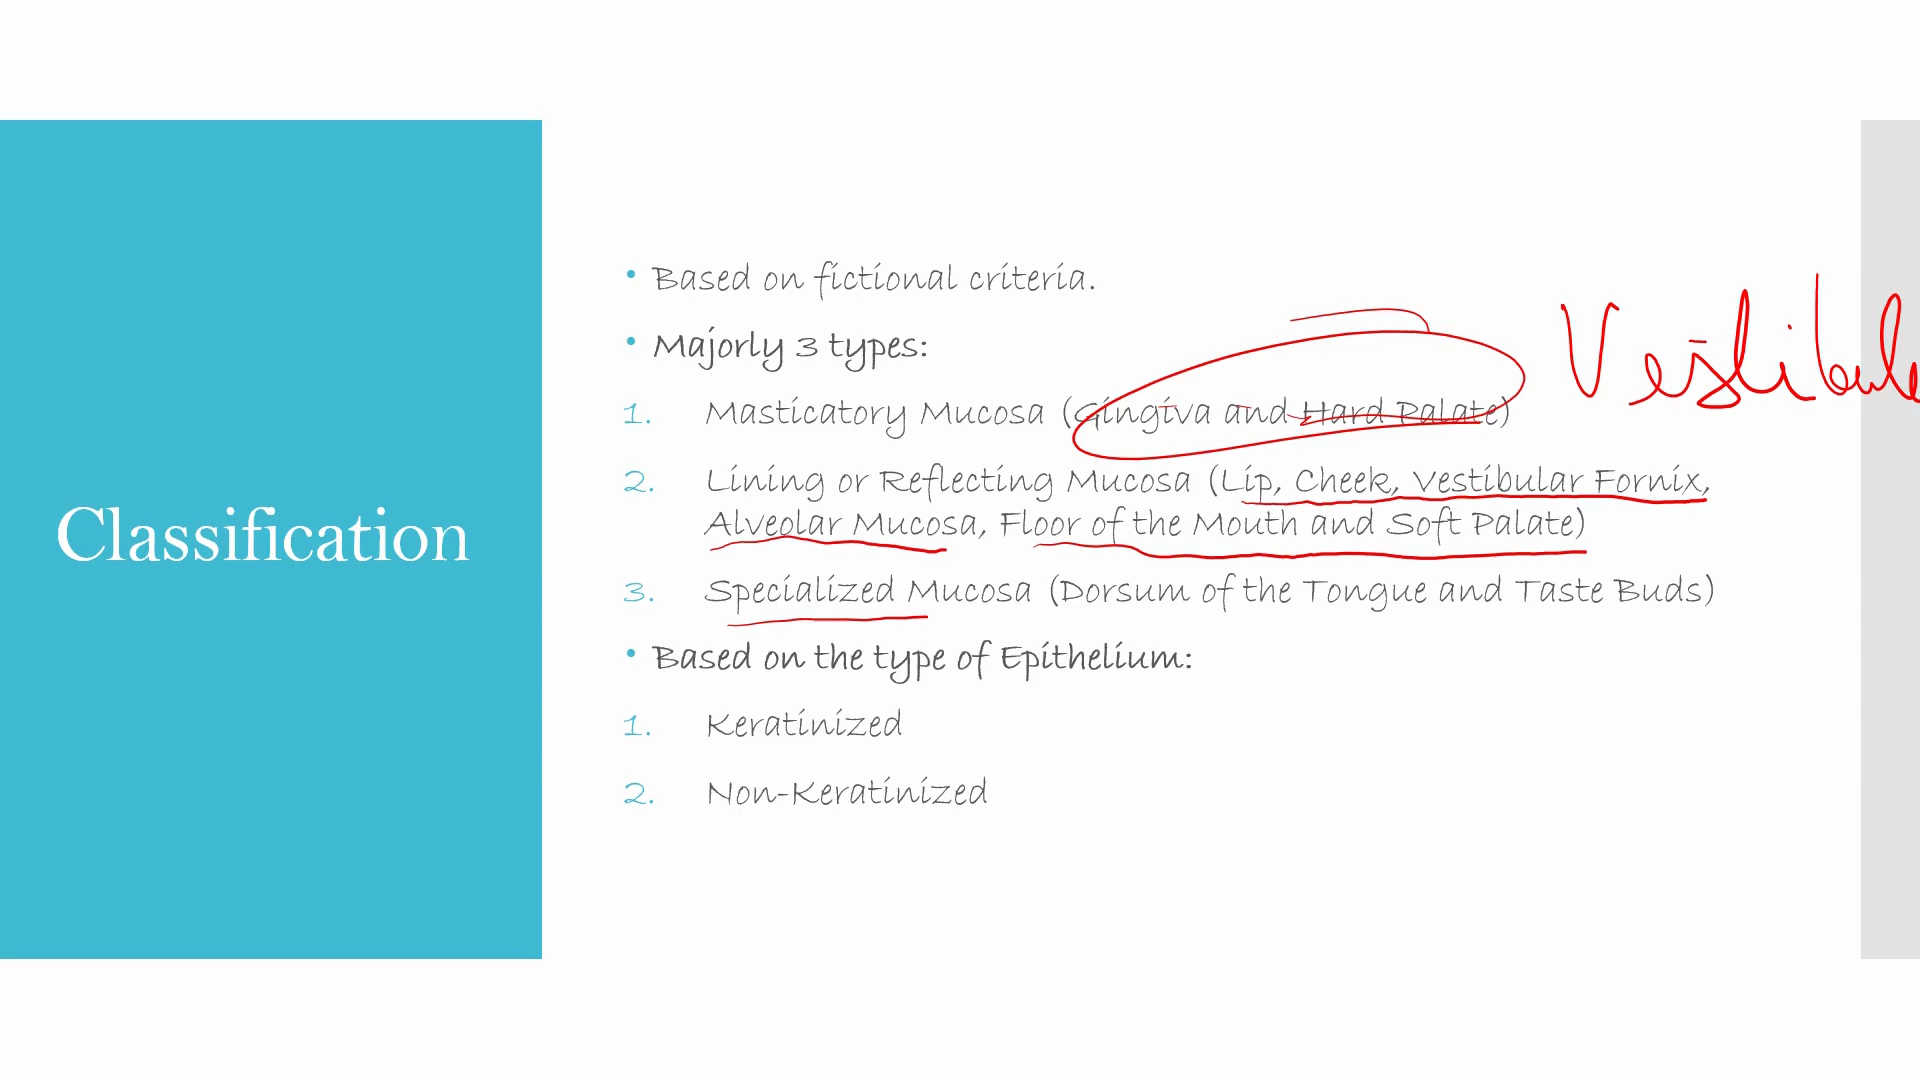 Classification
• Based on fictional criteria.
• Majorly 3 types:
1. Masticatory Mucosa (Gingiva and Hard Palate)
2. Lining or Reflecting Mucosa (Lip, Cheek, Vestibular Fornix,
Alveolar Mucosa, Floor of the Mouth and Soft Palate)
3. Specialized Mucosa (Dorsum of the Tongue and Taste Buds)
• Based on the type of Epithelium:
1. Keratinized
2. Non-Keratinized
Vestibule